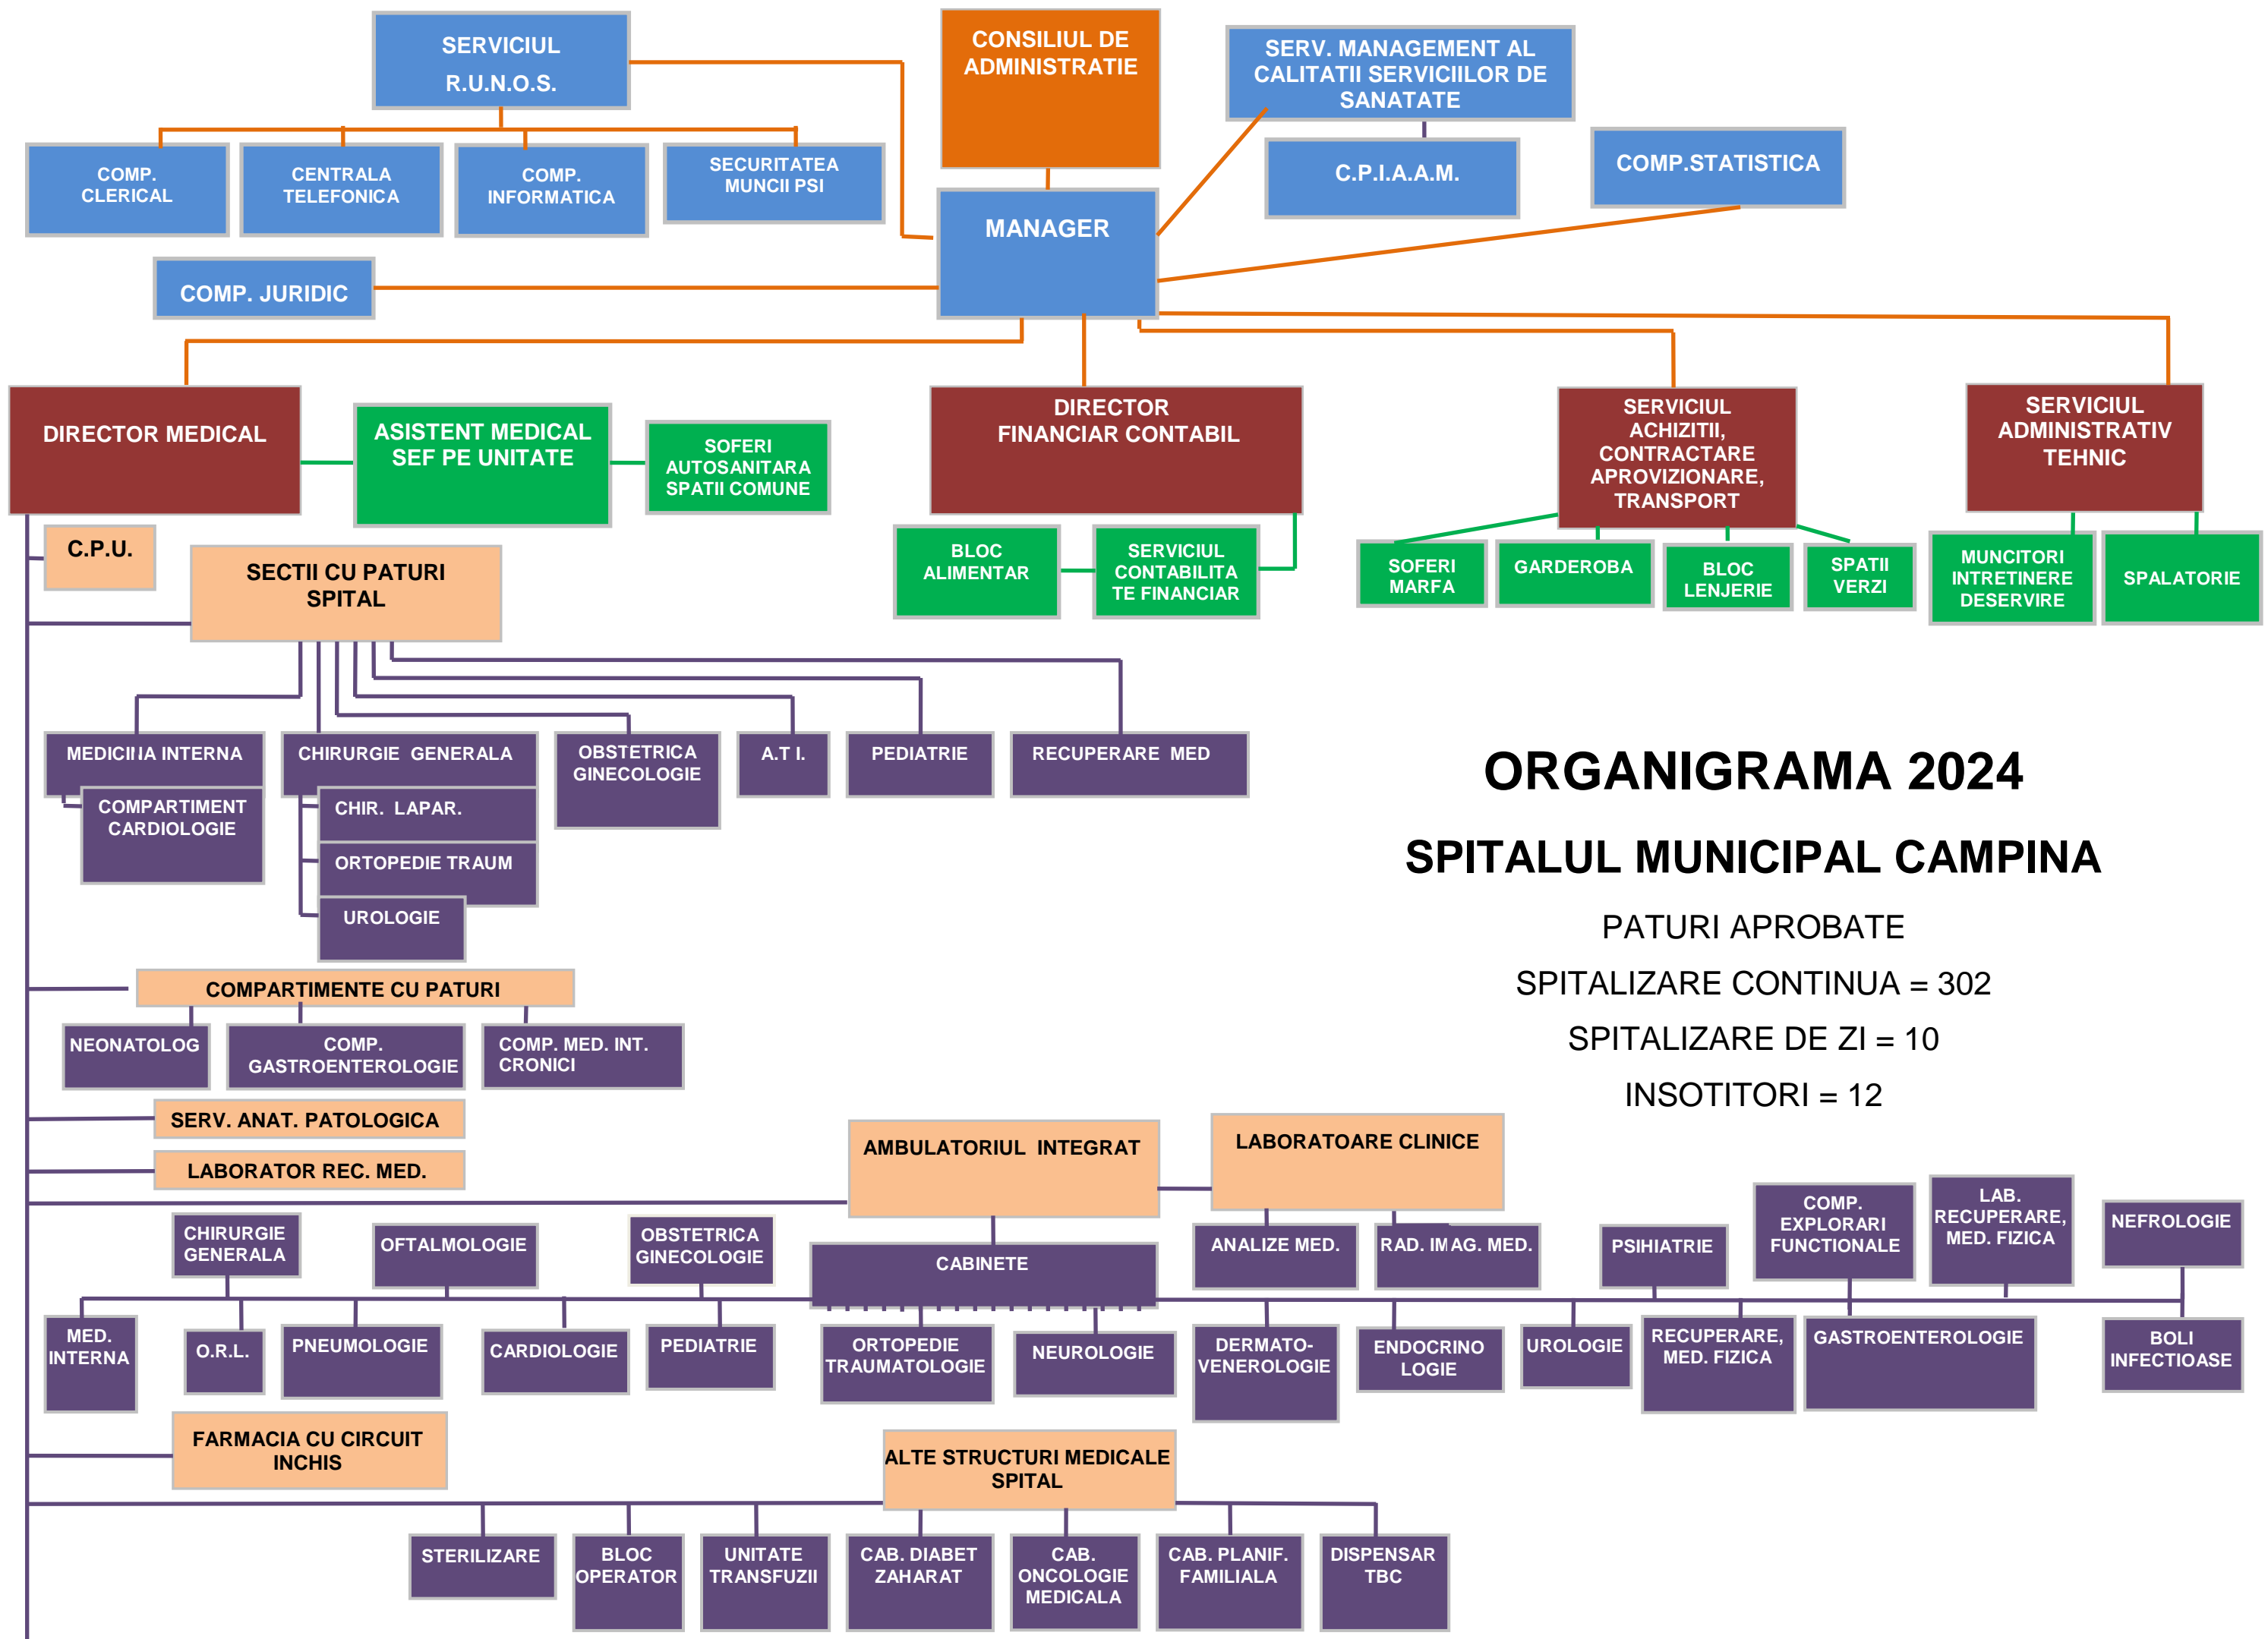 SERVICIUL
R.U.N.O.S.
CONSILIUL DE
ADMINISTRATIE
SERV. MANAGEMENT AL
CALITATII SERVICIILOR DE
SANATATE
COMP.
CLERICAL
CENTRALA
TELEFONICA
COMP.
INFORMATICA
SECURITATEA
MUNCII PSI
C.P.I.A.A.M.
COMP.STATISTICA
MANAGER
COMP. JURIDIC
DIRECTOR MEDICAL
ASISTENT MEDICAL
SEF PE UNITATE
SOFERI
AUTOSANITARA
SPATII COMUNE
DIRECTOR
FINANCIAR CONTABIL
SERVICIUL
ACHIZITII,
CONTRACTARE
APROVIZIONARE,
TRANSPORT
SERVICIUL
ADMINISTRATIV
TEHNIC
C.P.U.
SECTII CU PATURI
SPITAL
BLOC
ALIMENTAR
SERVICIUL
CONTABILITA
TE FINANCIAR
SOFERI
MARFA
GARDEROBA
BLOC
LENJERIE
SPATII
VERZI
MUNCITORI
INTRETINERE
DESERVIRE
SPALATORIE
MEDICINA INTERNA
COMPARTIMENT
CARDIOLOGIE
CHIRURGIE GENERALA
CHIR. LAPAR.
ORTOPEDIE TRAUM
UROLOGIE
OBSTETRICA
GINECOLOGIE
A.T I.
PEDIATRIE
RECUPERARE MED
ORGANIGRAMA 2024
SPITALUL MUNICIPAL CAMPINA
PATURI APROBATE
SPITALIZARE CONTINUA = 302
SPITALIZARE DE ZI = 10
INSOTITORI = 12
COMPARTIMENTE CU PATURI
NEONATOLOG
COMP.
GASTROENTEROLOGIE
COMP. MED. INT.
CRONICI
SERV. ANAT. PATOLOGICA
LABORATOR REC. MED.
AMBULATORIUL INTEGRAT
LABORATOARE CLINICE
CHIRURGIE
GENERALA
OFTALMOLOGIE
OBSTETRICA
GINECOLOGIE
CABINETE
ANALIZE MED.
RAD. IMAG. MED.
PSIHIATRIE
COMP.
EXPLORARI
FUNCTIONALE
LAB.
RECUPERARE,
MED. FIZICA
NEFROLOGIE
MED.
INTERNA
O.R.L.
PNEUMOLOGIE
CARDIOLOGIE
PEDIATRIE
ORTOPEDIE
TRAUMATOLOGIE
NEUROLOGIE
DERMATO-
VENEROLOGIE
ENDOCRINO
LOGIE
UROLOGIE
RECUPERARE,
MED. FIZICA
GASTROENTEROLOGIE
BOLI
INFECTIOASE
FARMACIA CU CIRCUIT
INCHIS
ALTE STRUCTURI MEDICALE
SPITAL
STERILIZARE
BLOC
OPERATOR
UNITATE
TRANSFUZII
CAB. DIABET
ZAHARAT
CAB.
ONCOLOGIE
MEDICALA
CAB. PLANIF.
FAMILIALA
DISPENSAR
TBC